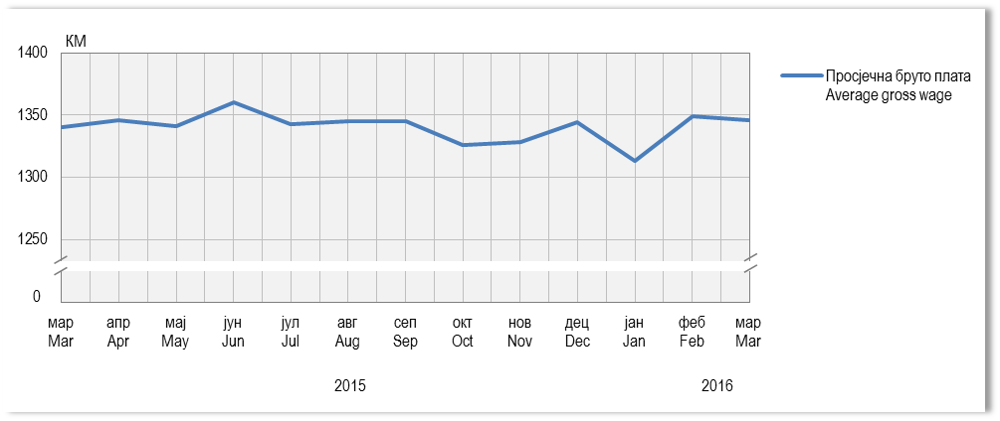 КМ
1400
1350
1300
1250
0
Просјечна бруто плата
Average gross wage
мар апр мај јун јул авг сеп окт нов дец јан феб мар
Mar Apr May Jun Jul Aug Sep Oct Nov Dec Jan Feb Mar
2015 2016